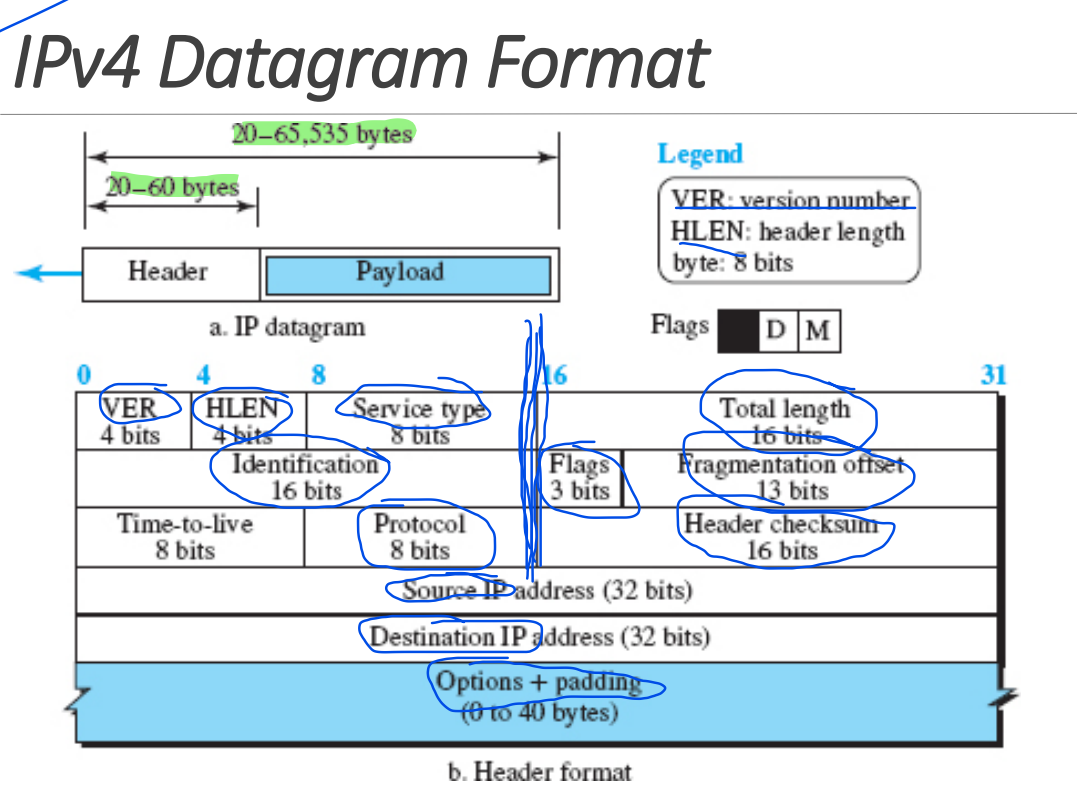 IPv4 Datagram Format
20–65,535 bytes
20–60 bytes
Header
Payload
a. IP datagram
Legend
VER: version number
HLEN: header length
byte: 8 bits
Flags
D
M
0
4
8
16
31
VER
4 bits
HLEN
4 bits
Service type
8 bits
Total length
16 bits
Identification
16 bits
Flags
3 bits
Fragmentation offset
13 bits
Time-to-live
8 bits
Protocol
8 bits
Header checksum
16 bits
Source IP address (32 bits)
Destination IP address (32 bits)
Options + padding
(0 to 40 bytes)
b. Header format